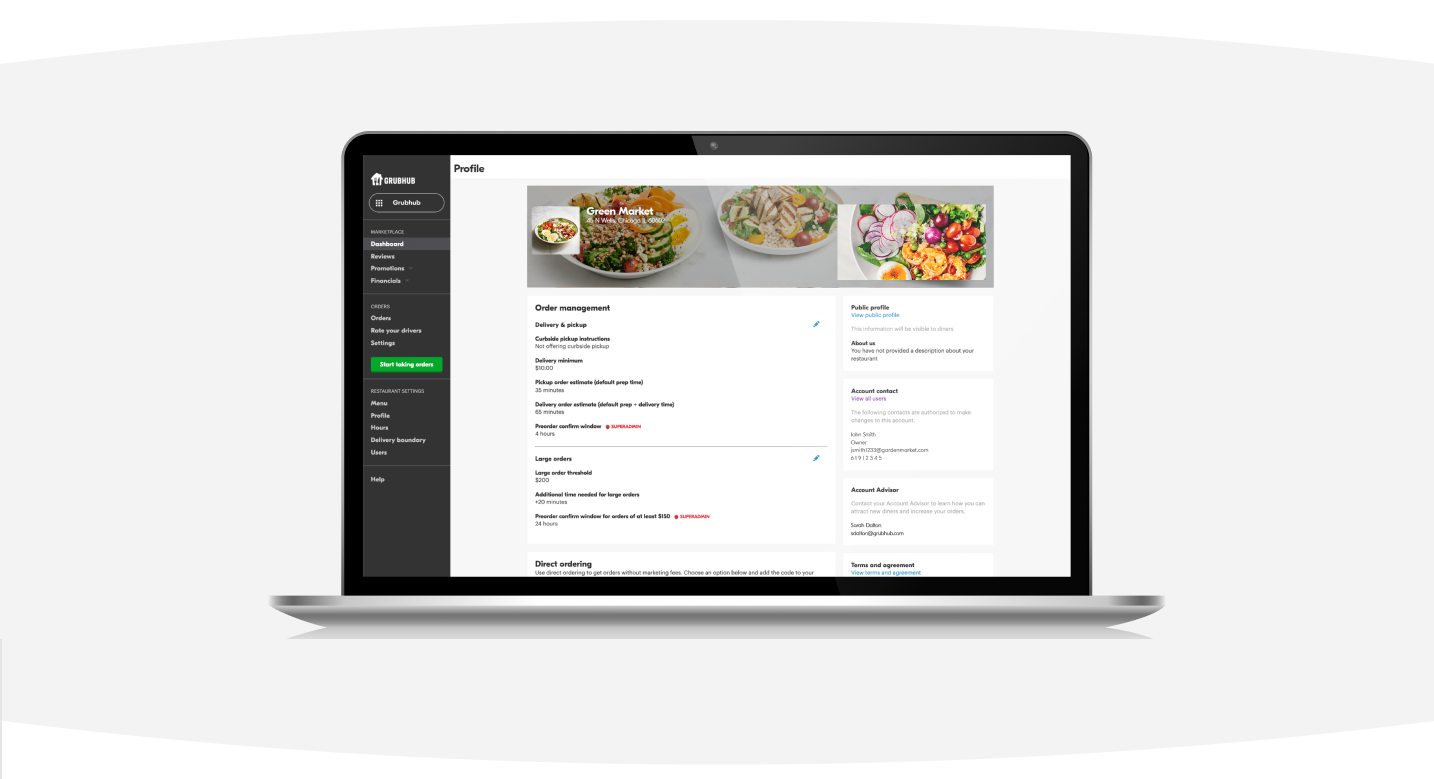 Profile
GRUBHUB
Grubhub
MARKETPLACE
Dashboard
Reviews
Promotions
Financials
ORDERS
Orders
Rate your drivers
Settings
Start taking orders
RESTAURANT SETTINGS
Menu
Profile
Hours
Delivery boundary
Users
Help
Green Market
45 N Wells, Chicago IL
Order management
Delivery & pickup
Curbside pickup instructions
Not offering curbside pickup
Delivery minimum
$10.00
Pickup order estimate (default prep time)
35 minutes
Delivery order estimate (default prep + delivery time)
65 minutes
Preorder confirm window SUPERADMIN
4 hours
Large orders
Large order threshold
$200
Additional time needed for large orders
+20 minutes
Preorder confirm window for orders of at least $150 SUPERADMIN
24 hours
Direct ordering
Use direct ordering to get orders without marketing fees. Choose an option below and add the code to your
Public profile
View public profile
This information will be visible to diners
About us
You have not provided a description about your
restaurant
Account contact
View all users
The following contacts are authorized to make
changes to this account.
John Smith
Owner
jsmith1233@gardenmarket.com
6 1 9 1 2 3 4 5
Account Advisor
Contact your Account Advisor to learn how you can
attract new diners and increase your orders.
Sarah Dalton
sdalton@grubhub.com
Terms and agreement
View terms and agreement